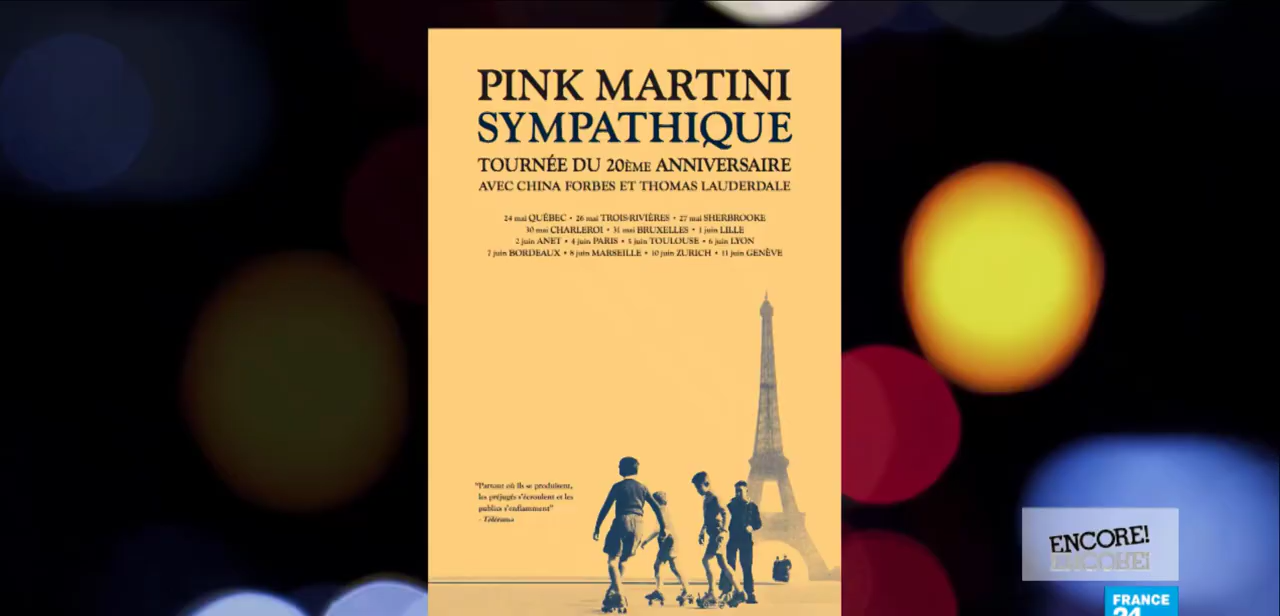 PINK MARTINI
SYMPATHIQUE
TOURNÉE DU 20ÈME ANNIVERSAIRE
AVEC CHINA FORBES ET THOMAS LAUDERDALE
24 mai QUÉBEC • 26 mai TROIS-RIVIÈRES • 27 mai SHERBROOKE
30 mai CHARLEROI • 31 mai BRUXELLES • 1 juin LILLE
2 juin ANET • 4 juin PARIS • 5 juin TOULOUSE • 6 juin LYON
7 juin BORDEAUX • 8 juin MARSEILLE • 10 juin ZURICH • 11 juin GENÈVE
"Partout où ils se produisent,
les préjugés s'écroulent et les
publics s'enflamment"
- Télérama
ENCORE!
ENCORE!
FRANCE
24